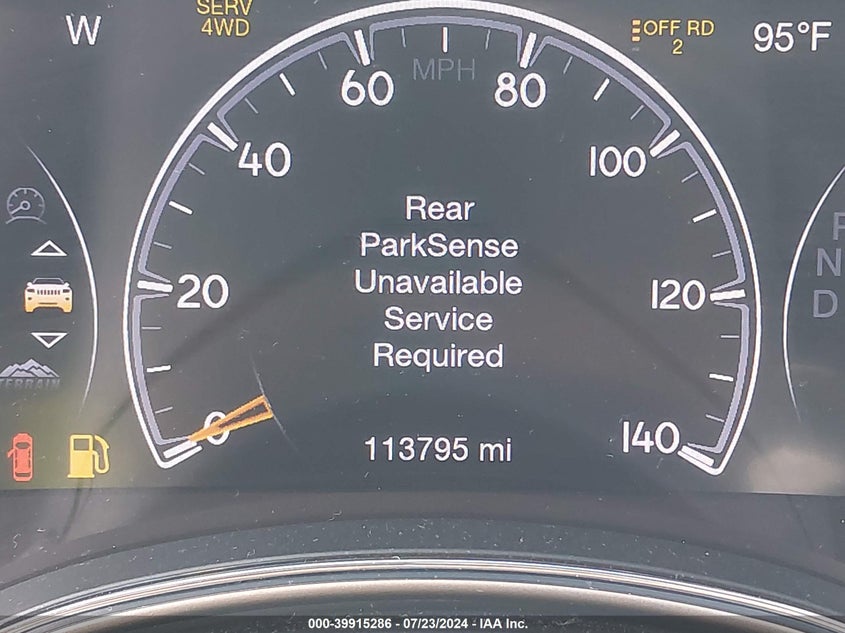 W
SERV
4WD
OFF RD
2
95°F
MPH
60
80
40
100
20
120
0
140
Rear
ParkSense
Unavailable
Service
Required
N
D
TERRAIN
113795 mi
000-39915286 - 07/23/2024 - IAA Inc.